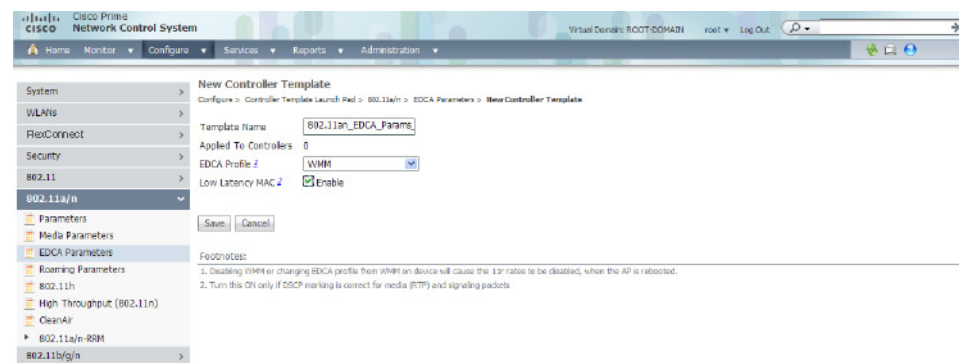 Cisco Prime
CISCO Network Control System
Virtual Domain: ROOT-DOMAIN root Log Out
Home Monitor Configure Services Reports Administration
System
WLANs
FlexConnect
Security
802.11
802.11a/n
Parameters
Media Parameters
EDCA Parameters
Roaming Parameters
802.11h
High Throughput (802.11n)
CleanAir
802.11a/n-RRM
802.11b/g/n
New Controller Template
Configure > Controller Template Launch Pad > 802.11a/n > EDCA Parameters > New Controller Template
Template Name 802.11an_EDCA_Params_
Applied To Controllers 0
EDCA Profile 1 WMM
Low Latency MAC 2 Enable
Save Cancel
Footnotes:
1. Disabling WMM or changing EDCA profile from WMM on device will cause the 11n rates to be disabled, when the AP is rebooted.
2. Turn this ON only if DSCP marking is correct for media (RTP) and signaling packets